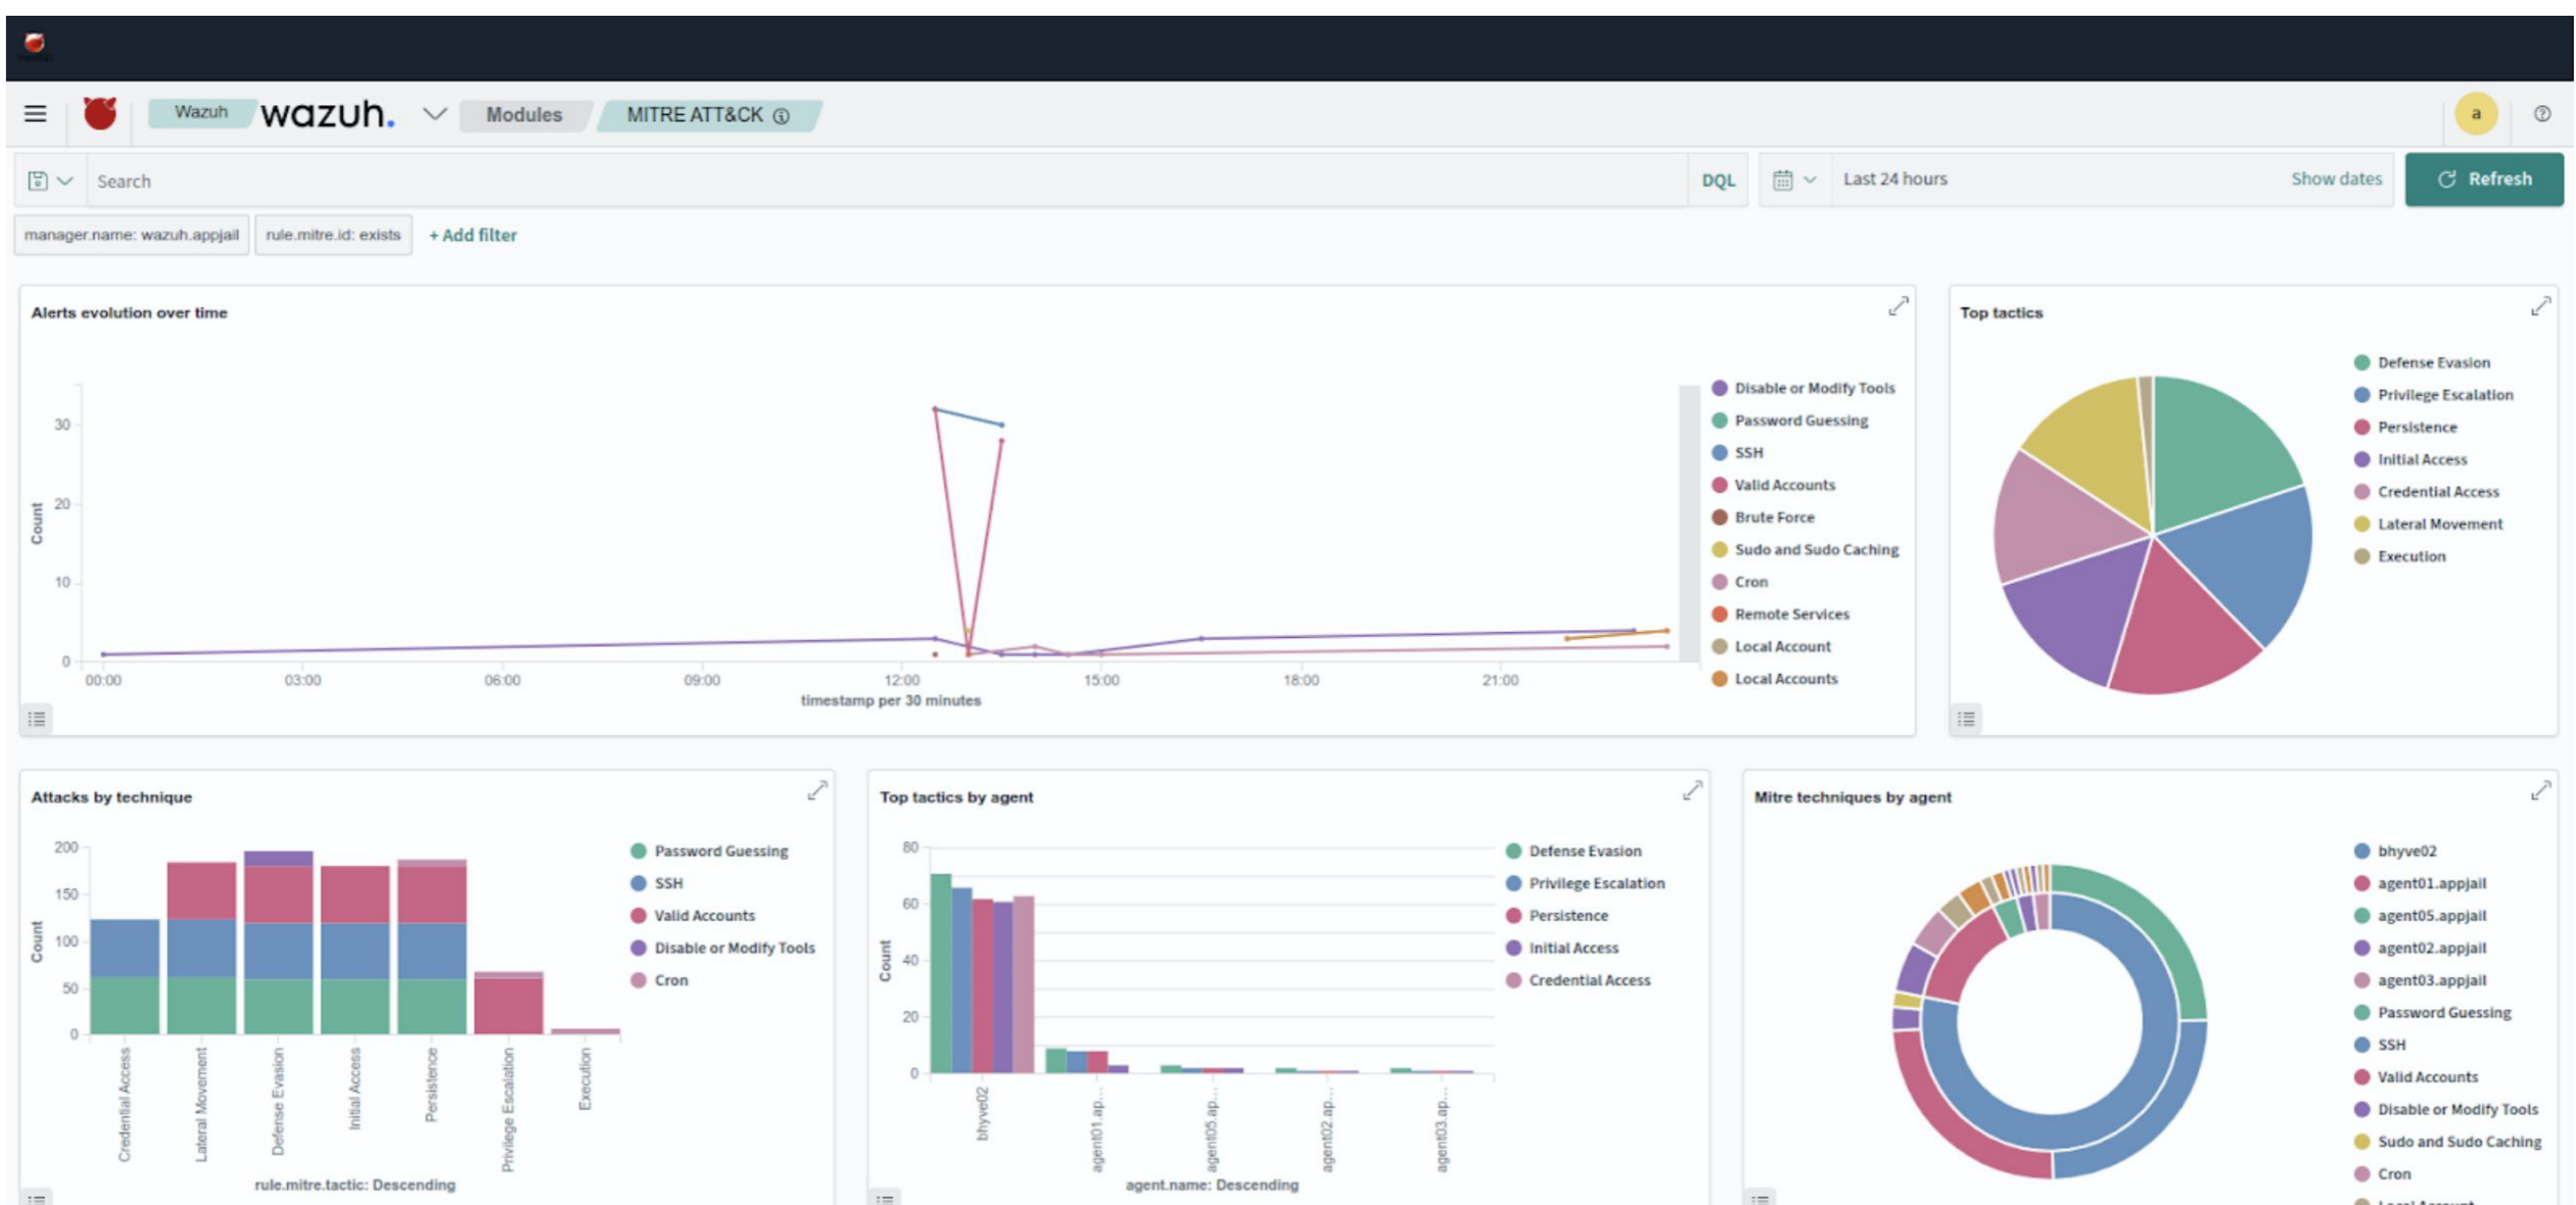 Wazuh wazuh. Modules MITRE ATT&CK a
Search DQL Last 24 hours Show dates Refresh
manager.name: wazuh.appjail rule.mitre.id: exists + Add filter
Alerts evolution over time
Count
30
20
10
0
00:00 03:00 06:00 09:00 12:00 15:00 18:00 21:00
timestamp per 30 minutes
Disable or Modify Tools
Password Guessing
SSH
Valid Accounts
Brute Force
Sudo and Sudo Caching
Cron
Remote Services
Local Account
Local Accounts
Top tactics
Defense Evasion
Privilege Escalation
Persistence
Initial Access
Credential Access
Lateral Movement
Execution
Attacks by technique
Count
200
150
100
50
0
Credential Access
Lateral Movement
Defense Evasion
Initial Access
Persistence
Privilege Escalation
Execution
rule.mitre.tactic: Descending
Password Guessing
SSH
Valid Accounts
Disable or Modify Tools
Cron
Top tactics by agent
Count
80
60
40
20
0
bhyve02
agent01.ap...
agent05.ap...
agent02.ap...
agent03.ap...
agent.name: Descending
Defense Evasion
Privilege Escalation
Persistence
Initial Access
Credential Access
Mitre techniques by agent
bhyve02
agent01.appjail
agent05.appjail
agent02.appjail
agent03.appjail
Password Guessing
SSH
Valid Accounts
Disable or Modify Tools
Sudo and Sudo Caching
Cron